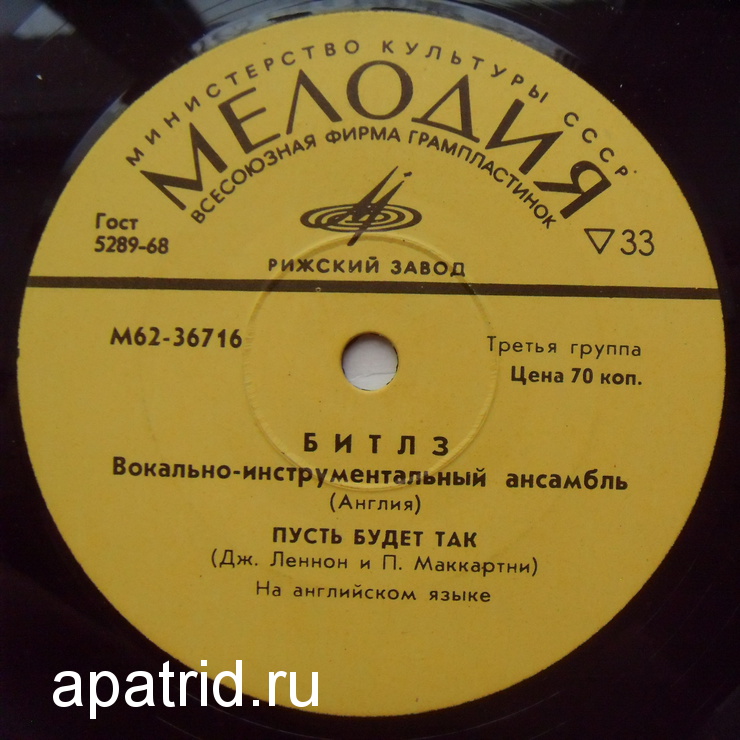 МИНИСТЕРСТВО КУЛЬТУРЫ СССР
МЕЛОДИЯ
ВСЕСОЮЗНАЯ ФИРМА ГРАМПЛАСТИНОК
Гост
5289-68
33
РИЖСКИЙ ЗАВОД
М62-36716
Третья группа
Цена 70 коп.
БИТЛЗ
Вокально-инструментальный ансамбль
(Англия)
ПУСТЬ БУДЕТ ТАК
(Дж. Леннон и П. Маккартни)
На английском языке
apatrid.ru